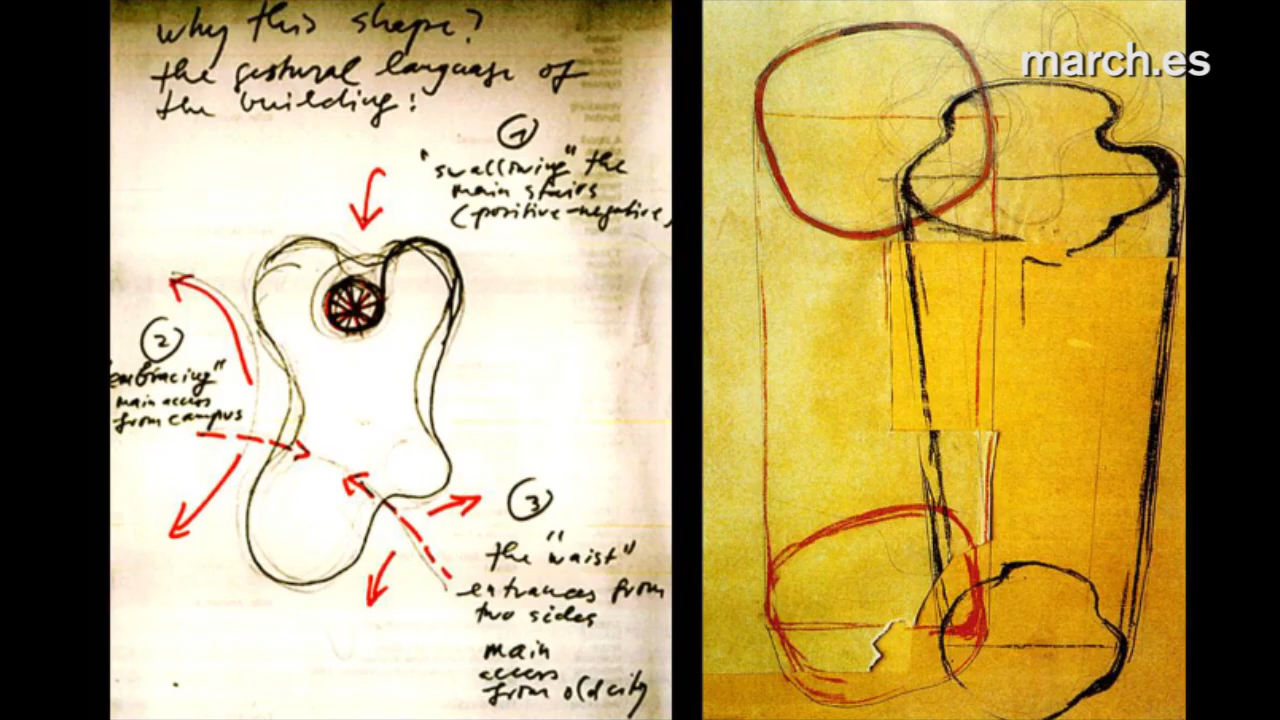 why this shape?
the gestural language of
the building:
1
"swallowing" the
main stairs
(positive-negative)
2
embracing"
main access
from campus
3
the "waist"
entrances from
two sides
main
access
from old city
march.es